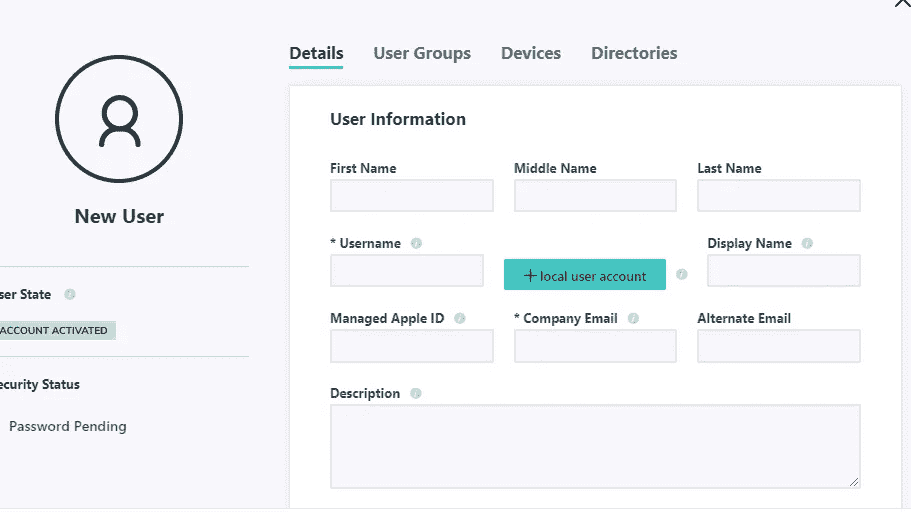 Details User Groups Devices Directories
User Information
First Name Middle Name Last Name
New User
* Username Display Name
+ local user account
ser State
ACCOUNT ACTIVATED
Managed Apple ID * Company Email Alternate Email
ecurity Status
Description
Password Pending